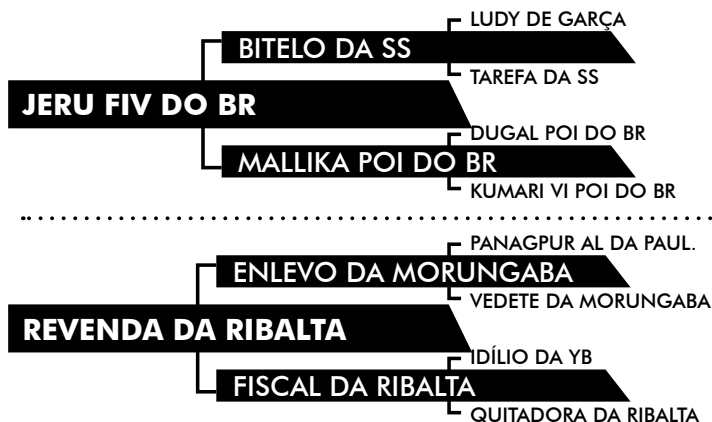 LUDY DE GARÇA
BITELO DA SS
TAREFA DA SS
JERU FIV DO BR
DUGAL POI DO BR
MALLIKA POI DO BR
KUMARI VI POI DO BR
PANAGPUR AL DA PAUL.
ENLEVO DA MORUNGABA
VEDETE DA MORUNGABA
REVENDA DA RIBALTA
IDÍLIO DA YB
FISCAL DA RIBALTA
QUITADORA DA RIBALTA